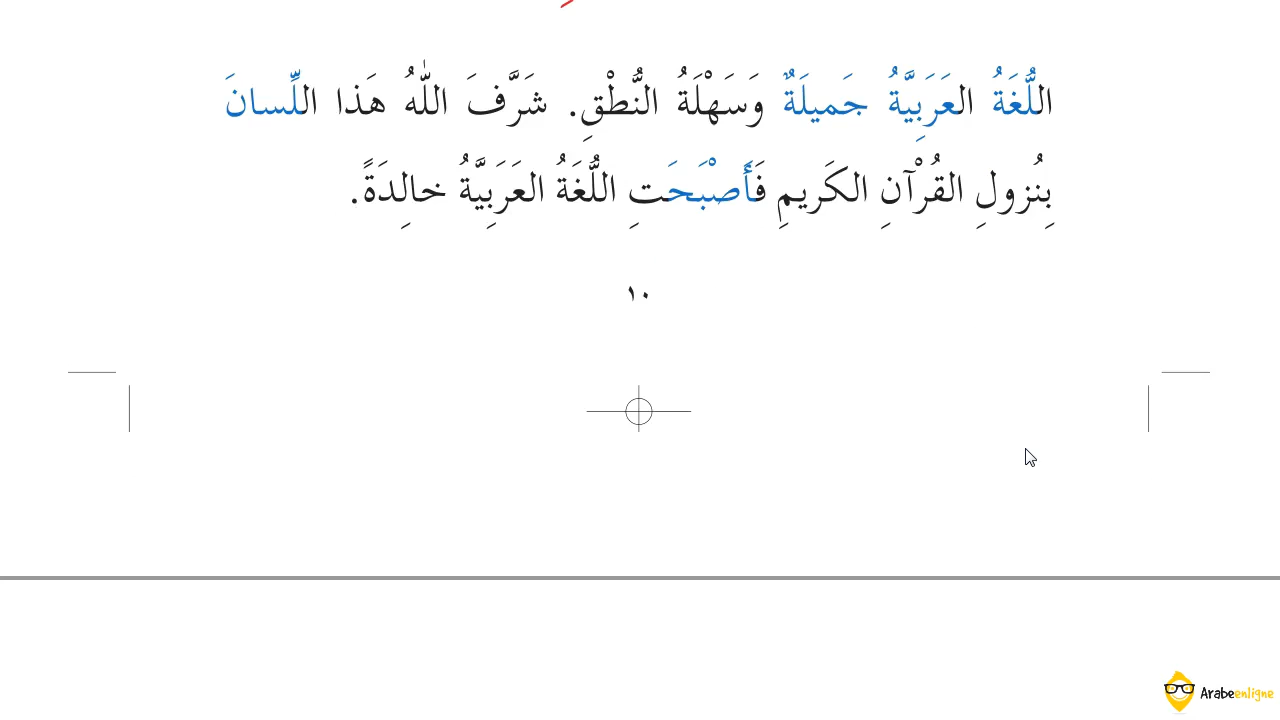 اللُّغَةُ العَرَبِيَّةُ جَميلَةٌ وَسَهْلَةُ النُّطْقِ. شَرَّفَ اللّٰهُ هَذا اللِّسانَ
بِنُزولِ القُرْآنِ الكَريمِ فَأَصْبَحَتِ اللُّغَةُ العَرَبِيَّةُ خالِدَةً.
١٠
Arabeenligne